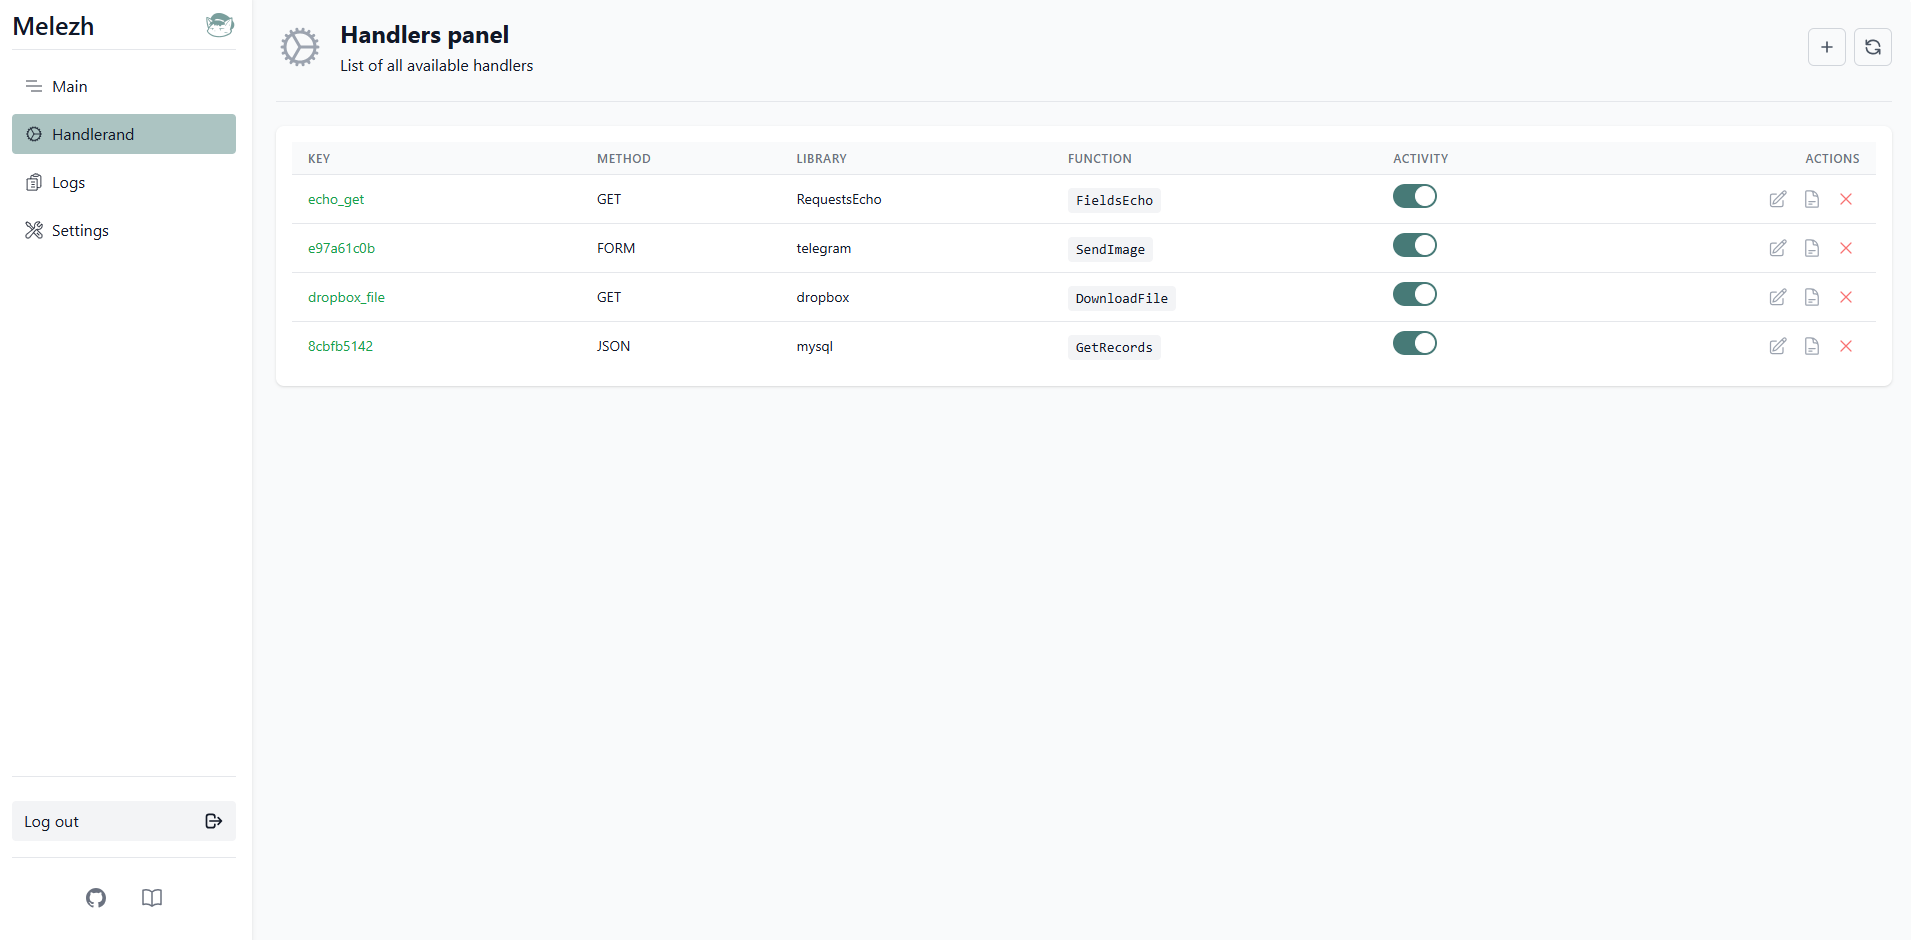 Melezh
Main
Handlerand
Logs
Settings
Log out
Handlers panel
List of all available handlers
KEY METHOD LIBRARY FUNCTION ACTIVITY ACTIONS
echo_get GET RequestsEcho FieldsEcho
e97a61c0b FORM telegram SendImage
dropbox_file GET dropbox DownloadFile
8cbfb5142 JSON mysql GetRecords